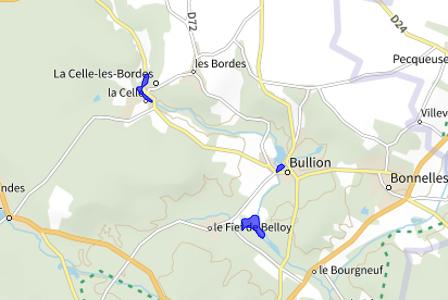 D72
D24
les Bordes
Pecqueuse
La Celle-les-Bordes
la Celle
Bullion
Bonnelles
le Fief de Belloy
le Bourgneuf